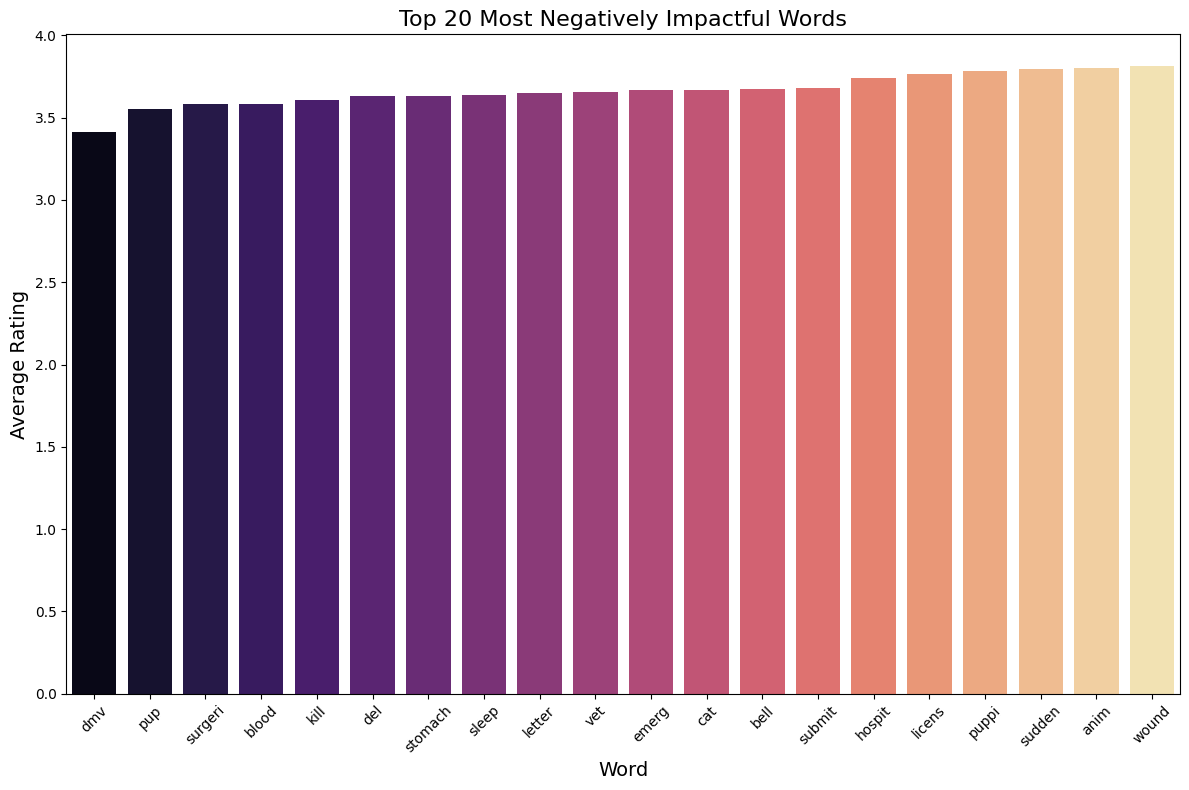 Top 20 Most Negatively Impactful Words
Average Rating
4.0
3.5
3.0
2.5
2.0
1.5
1.0
0.5
0.0
dmv pup surgeri blood kill del stomach sleep letter vet emerg cat bell submit hospit licens puppi sudden anim wound
Word